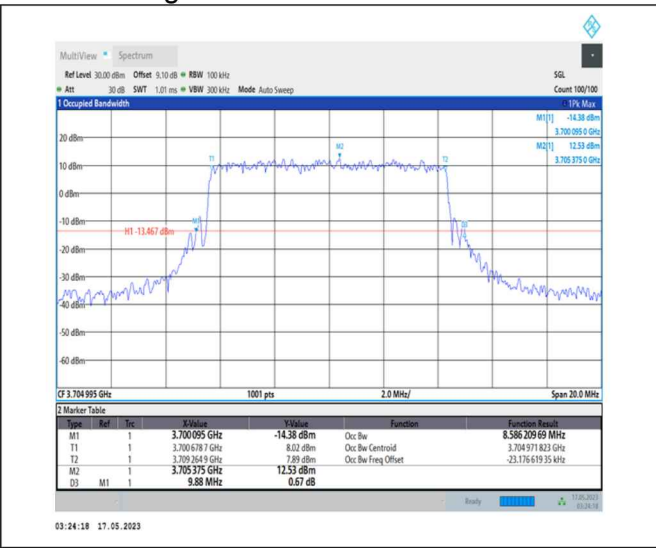 MultiView Spectrum
Ref Level 30.00 dBm Offset 9.10 dB RBW 100 kHz SGL
Att 30 dB SWT 1.01 ms VBW 300 kHz Mode Auto Sweep Count 100/100
1 Occupied Bandwidth 1Pk Max
M1[1] -14.38 dBm
3.700 095 0 GHz
M2[1] 12.53 dBm
3.705 375 0 GHz
20 dBm
M2
T1 T2
10 dBm
0 dBm
-10 dBm
M1
H1 -13.467 dBm
-20 dBm
-30 dBm
-40 dBm
-50 dBm
-60 dBm
CF 3.704 995 GHz 1001 pts 2.0 MHz/ Span 20.0 MHz
2 Marker Table
Type Ref Trc X-Value Y-Value Function Function Result
M1 1 3.700 095 GHz -14.38 dBm Occ Bw 8.586 209 69 MHz
T1 1 3.700 678 7 GHz 8.02 dBm Occ Bw Centroid 3.704 971 823 GHz
T2 1 3.709 264 9 GHz 7.89 dBm Occ Bw Freq Offset -23.176 619 35 kHz
M2 1 3.705 375 GHz 12.53 dBm
D3 M1 1 9.88 MHz 0.67 dB
Ready 17.05.2023
03:24:18
03:24:18 17.05.2023